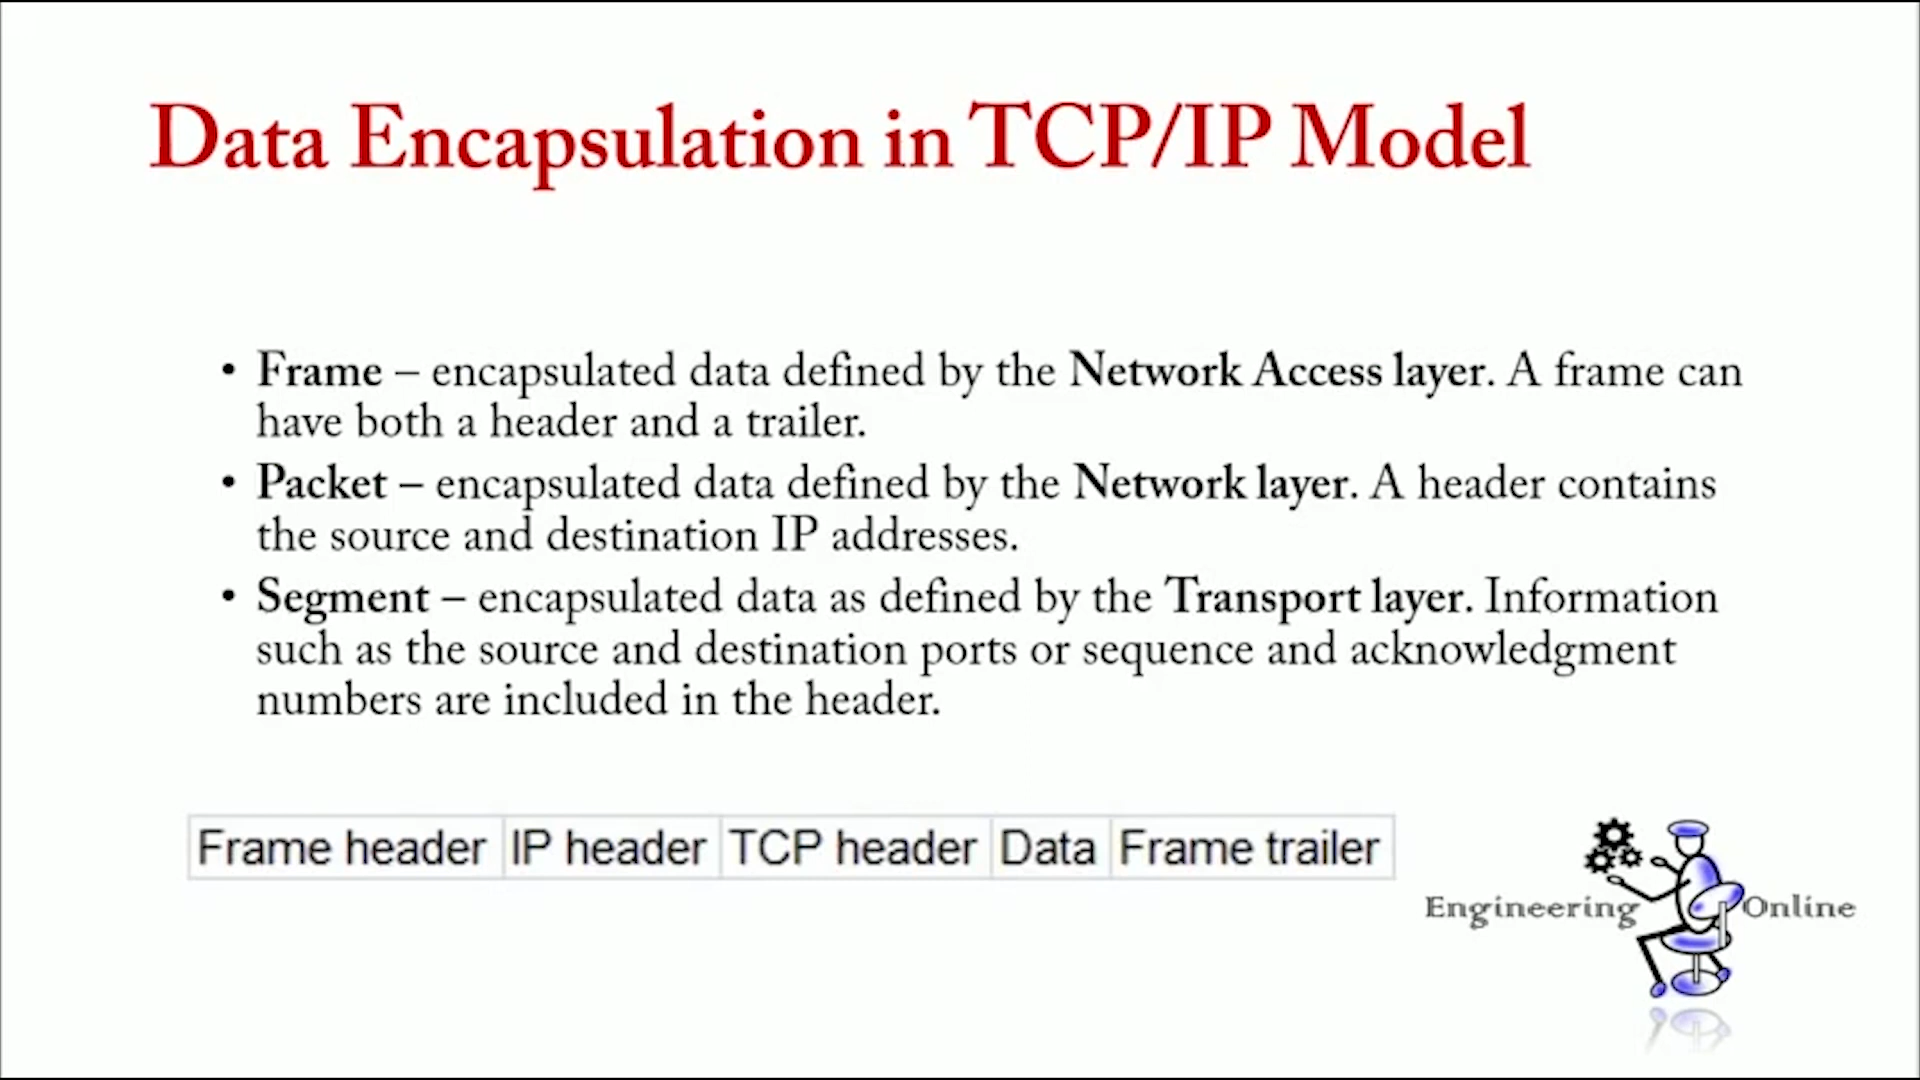 Data Encapsulation in TCP/IP Model
• Frame – encapsulated data defined by the Network Access layer. A frame can
have both a header and a trailer.
• Packet – encapsulated data defined by the Network layer. A header contains
the source and destination IP addresses.
• Segment – encapsulated data as defined by the Transport layer. Information
such as the source and destination ports or sequence and acknowledgment
numbers are included in the header.
Frame header IP header TCP header Data Frame trailer
Engineering Online